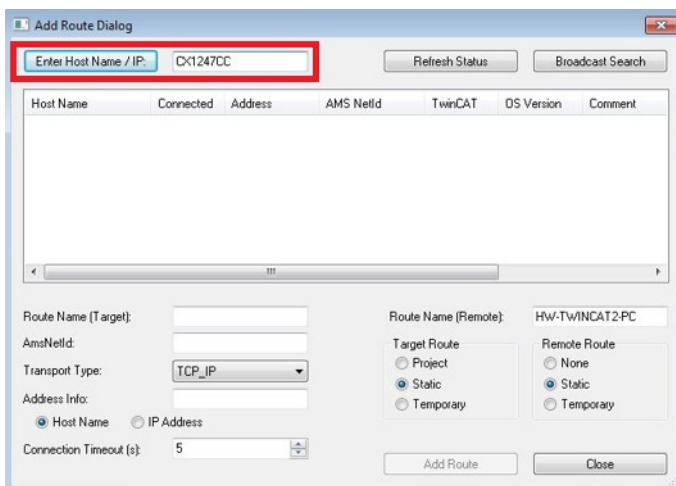 Add Route Dialog
Enter Host Name / IP: CX1247CC Refresh Status Broadcast Search
Host Name Connected Address AMS NetId TwinCAT OS Version Comment
Route Name (Target): Route Name (Remote): HW-TWINCAT2-PC
AmsNetId: Target Route Remote Route
Transport Type: TCP_IP Project None
Address Info: Static Static
Host Name IP Address Temporary Temporary
Connection Timeout (s): 5
Add Route Close